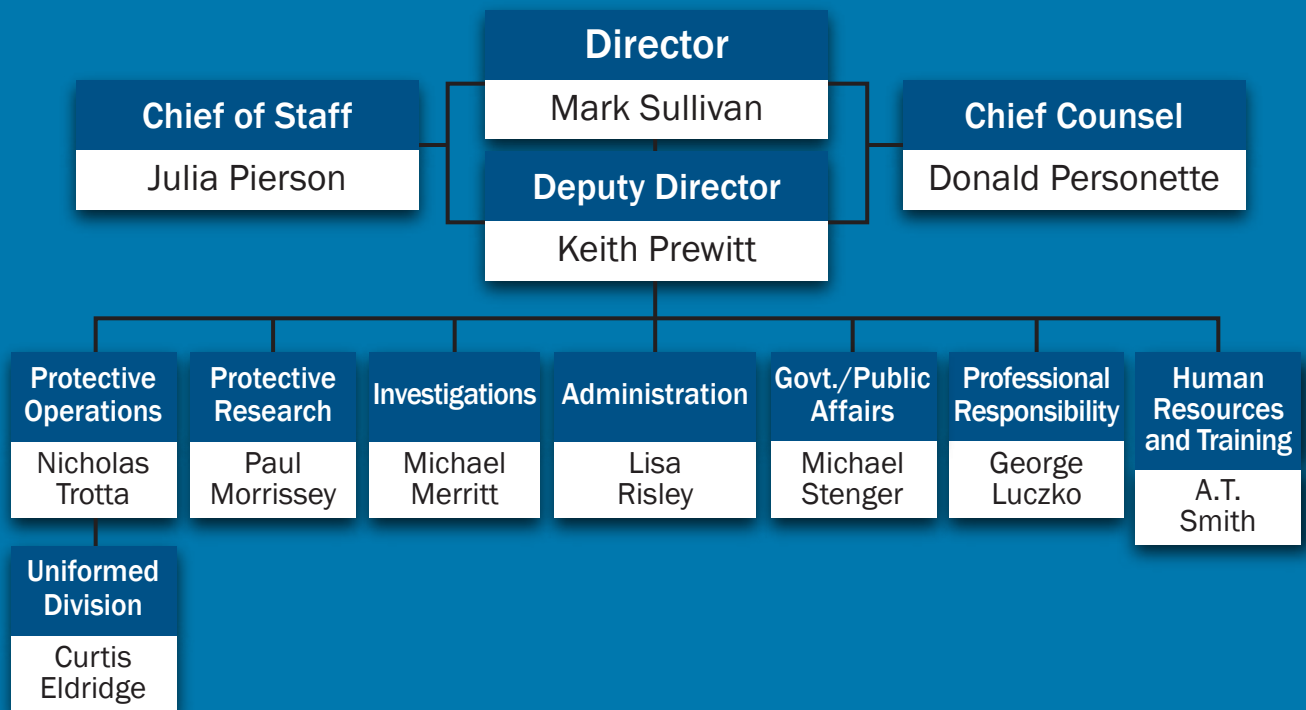 Director
Mark Sullivan
Chief of Staff
Julia Pierson
Chief Counsel
Donald Personette
Deputy Director
Keith Prewitt
Protective
Operations
Nicholas
Trotta
Protective
Research
Paul
Morrissey
Investigations
Michael
Merritt
Administration
Lisa
Risley
Govt./Public
Affairs
Michael
Stenger
Professional
Responsibility
George
Luczko
Human
Resources
and Training
A.T.
Smith
Uniformed
Division
Curtis
Eldridge